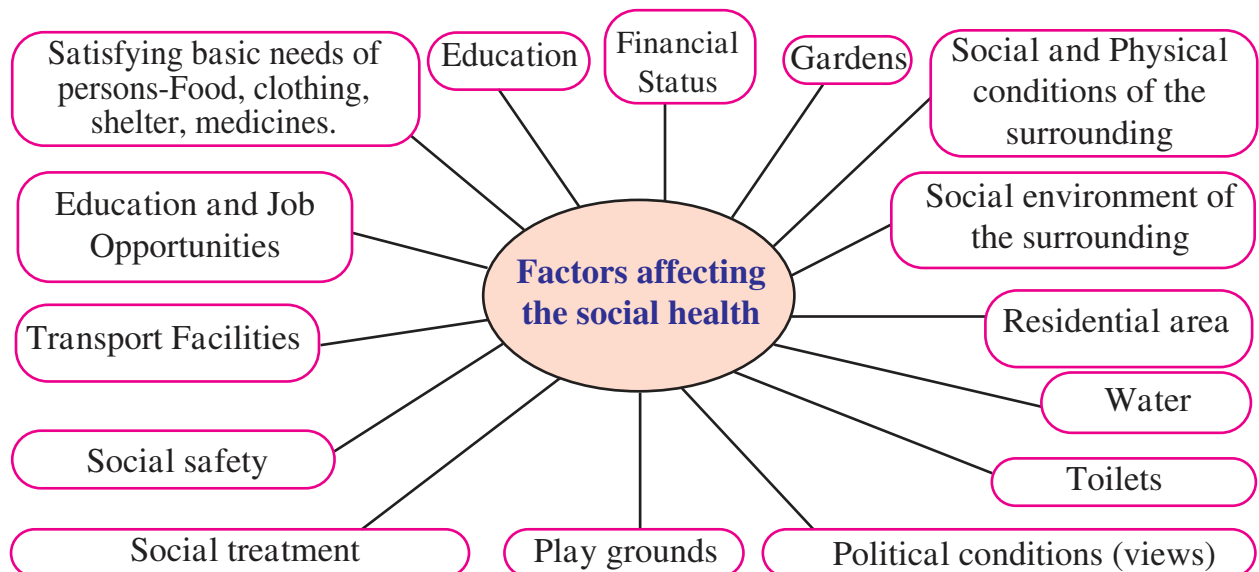 Satisfying basic needs of
persons-Food, clothing,
shelter, medicines.
Education
Financial
Status
Gardens
Social and Physical
conditions of the
surrounding
Education and Job
Opportunities
Social environment of
the surrounding
Factors affecting
the social health
Transport Facilities
Residential area
Water
Social safety
Toilets
Social treatment
Play grounds
Political conditions (views)